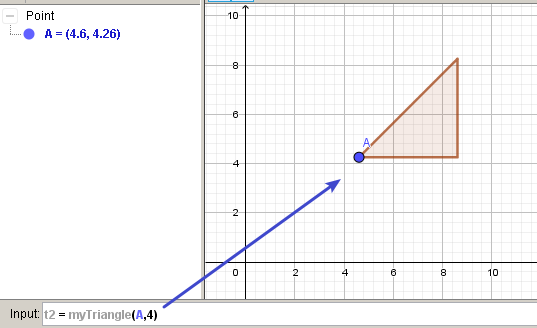 Point
A = (4.6, 4.26)
10
8
6
4
2
0
2
4
6
8
10
A
Input: t2 = myTriangle(A,4)